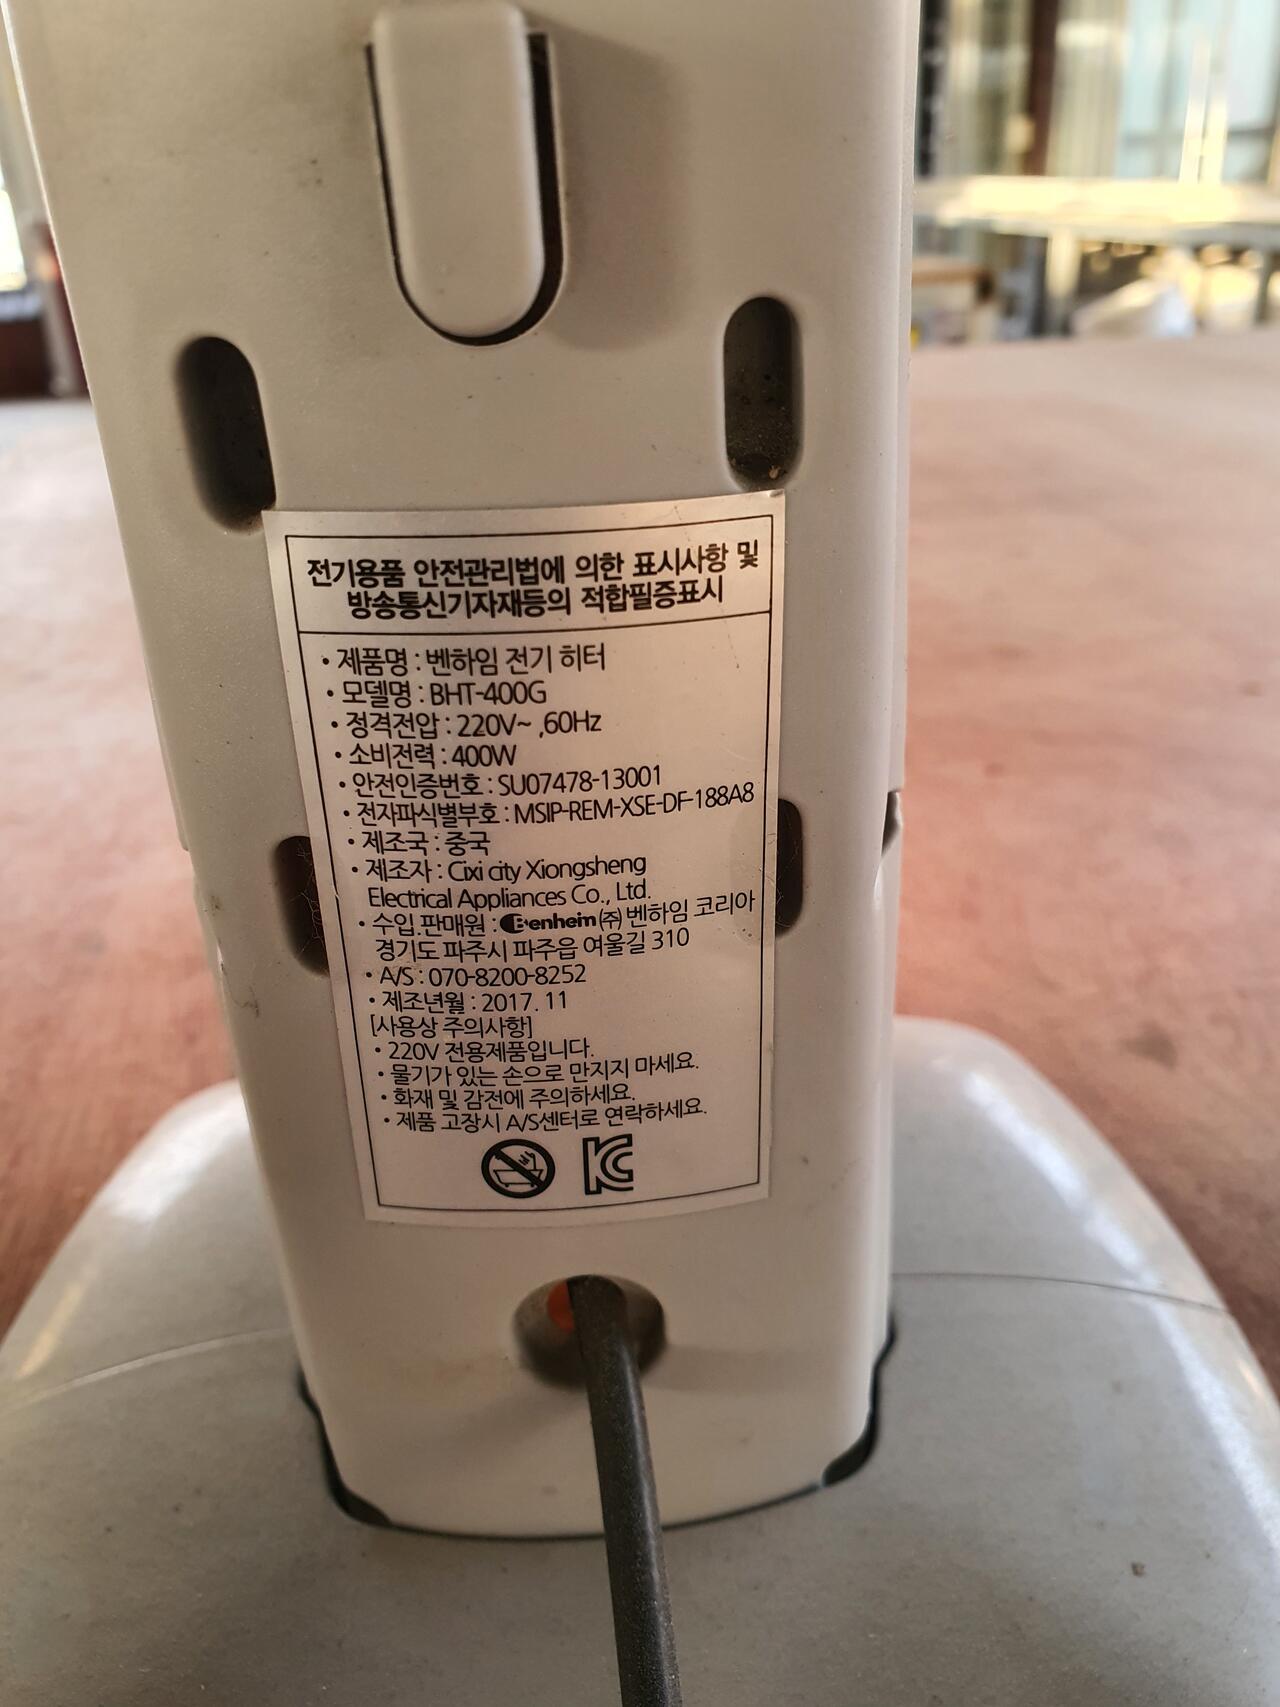 전기용품 안전관리법에 의한 표시사항 및
방송통신기자재등의 적합필증표시
• 제품명 : 벤하임 전기 히터
• 모델명 : BHT-400G
• 정격전압 : 220V~ ,60Hz
• 소비전력 : 400W
• 안전인증번호 : SU07478-13001
• 전자파식별부호 : MSIP-REM-XSE-DF-188A8
• 제조국 : 중국
• 제조자 : Cixi city Xiongsheng
Electrical Appliances Co., Ltd.
• 수입.판매원 : Benheim (주) 벤하임 코리아
경기도 파주시 파주읍 여울길 310
• A/S : 070-8200-8252
• 제조년월 : 2017. 11
[사용상 주의사항]
• 220V 전용제품입니다.
• 물기가 있는 손으로 만지지 마세요.
• 화재 및 감전에 주의하세요.
• 제품 고장시 A/S센터로 연락하세요.
KC